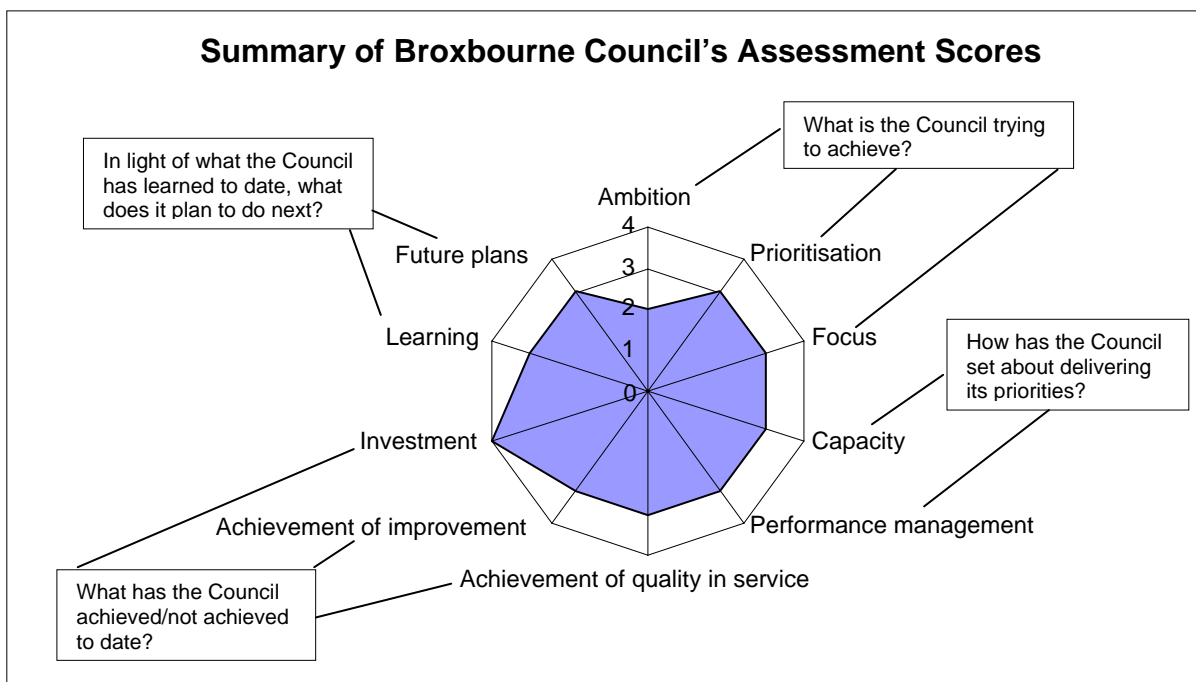 Summary of Broxbourne Council's Assessment Scores
What is the Council trying
to achieve?
In light of what the Council
has learned to date, what
does it plan to do next?
Ambition
4
Future plans
Prioritisation
3
2
Learning
Focus
1
How has the Council
set about delivering
its priorities?
0
Investment
Capacity
Achievement of improvement
Performance management
Achievement of quality in service
What has the Council
achieved/not achieved
to date?